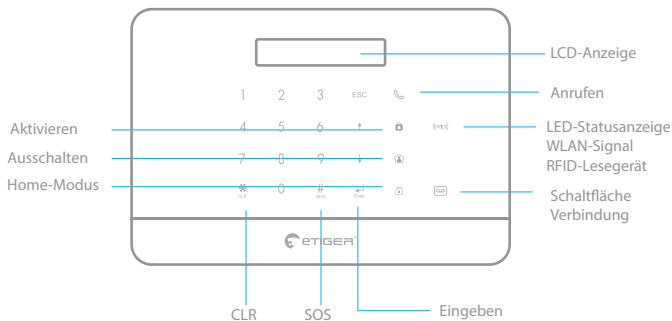 LCD-Anzeige
1 2 3 ESC
Anrufen
Aktivieren
4 5 6
LED-Statusanzeige
WLAN-Signal
RFID-Lesegerät
Ausschalten
7 8 9
Home-Modus
* 0 #
CLR SOS Enter
Schaltfläche
Verbindung
eTIGER
CLR SOS Eingeben